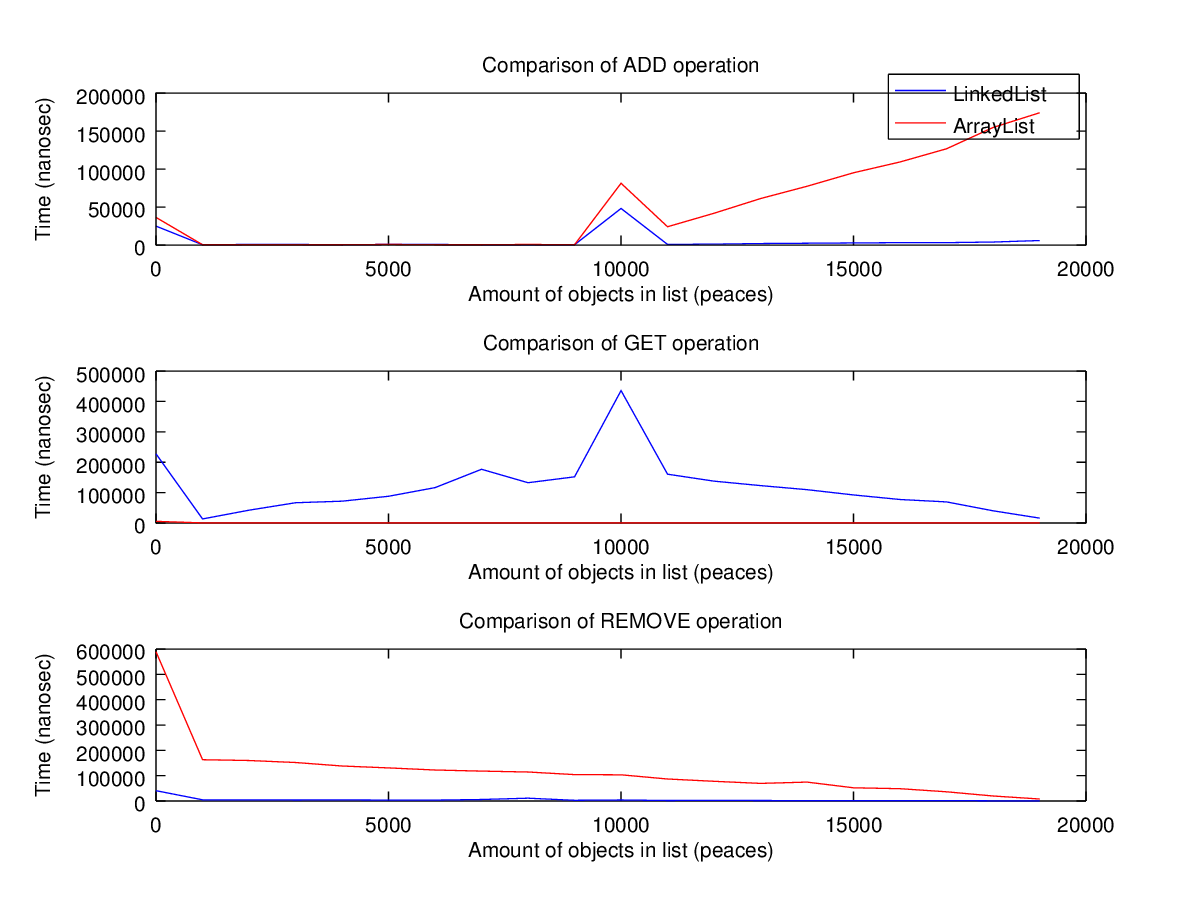 Comparison of ADD operation
Time (nanosec)
200000
150000
100000
50000
0
LinkedList
ArrayList
0 5000 10000 15000 20000
Amount of objects in list (peaces)
Comparison of GET operation
Time (nanosec)
500000
400000
300000
200000
100000
0
0 5000 10000 15000 20000
Amount of objects in list (peaces)
Comparison of REMOVE operation
Time (nanosec)
600000
500000
400000
300000
200000
100000
0
0 5000 10000 15000 20000
Amount of objects in list (peaces)